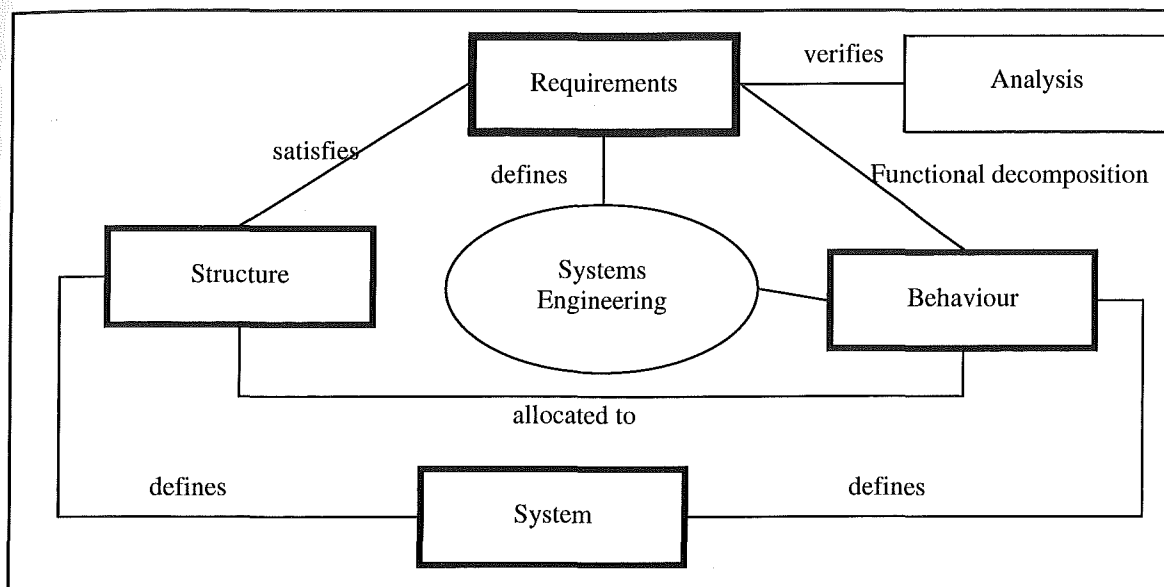 verifies
Requirements
Analysis
satisfies
defines
Functional decomposition
Systems
Engineering
Structure
Behaviour
allocated to
defines
defines
System